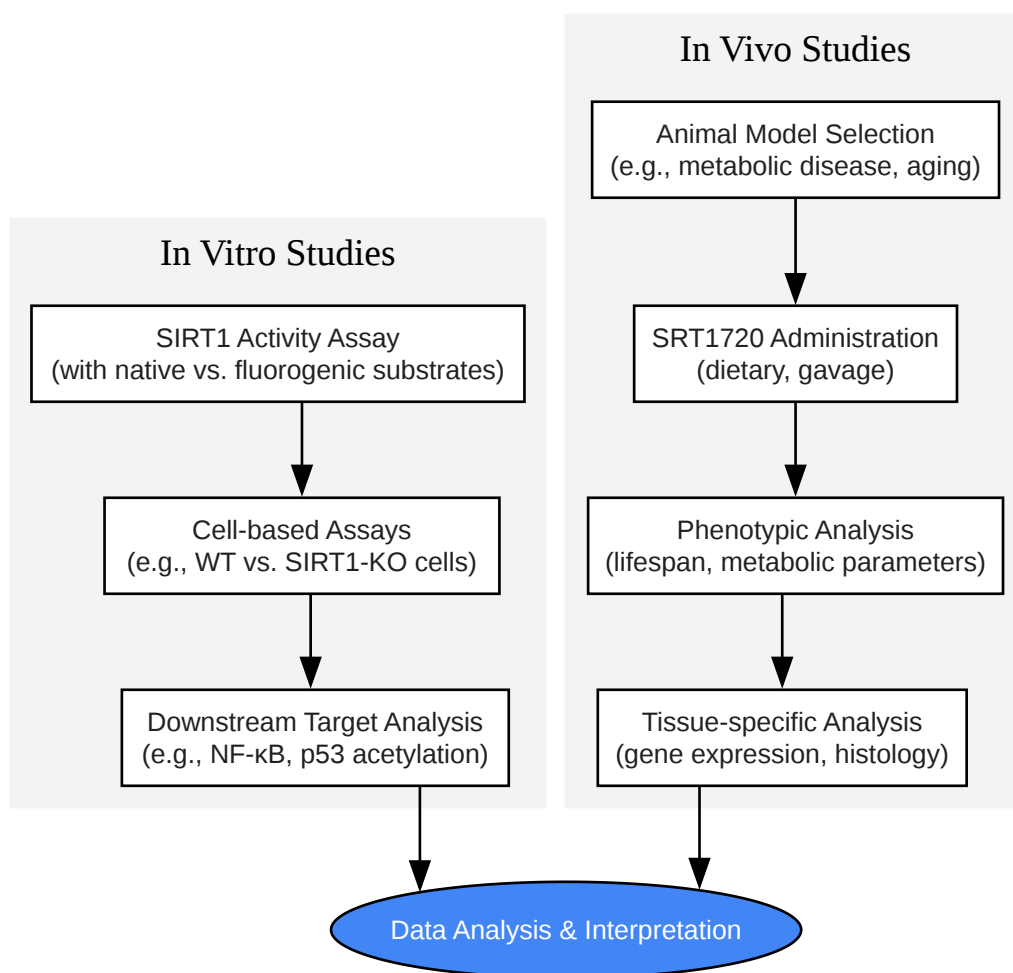 In Vitro Studies
SIRT1 Activity Assay
(with native vs. fluorogenic substrates)
Cell-based Assays
(e.g., WT vs. SIRT1-KO cells)
Downstream Target Analysis
(e.g., NF-κB, p53 acetylation)
In Vivo Studies
Animal Model Selection
(e.g., metabolic disease, aging)
SRT1720 Administration
(dietary, gavage)
Phenotypic Analysis
(lifespan, metabolic parameters)
Tissue-specific Analysis
(gene expression, histology)
Data Analysis & Interpretation